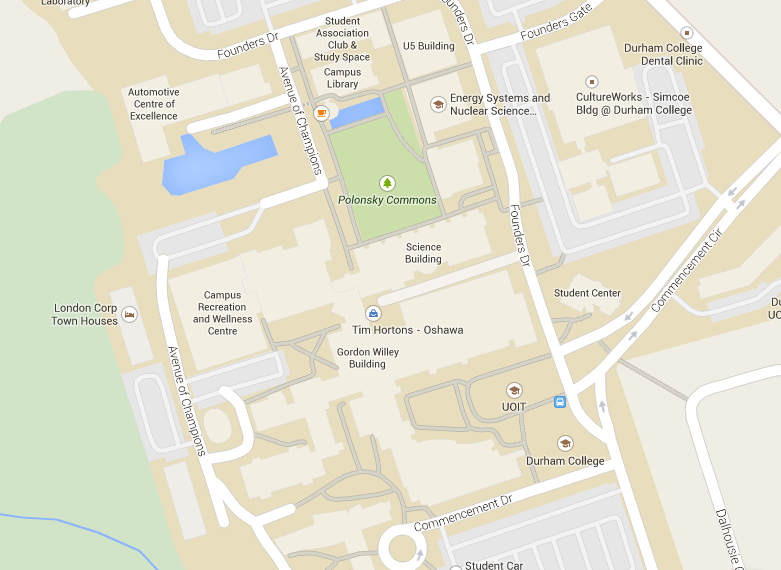 Laboratory
Founders Dr
Student
Association
Club &
Study Space
Campus
Library
Founders Dr
U5 Building
Founders Gate
Durham College
Dental Clinic
Automotive
Centre of
Excellence
Avenue of Champions
Energy Systems and
Nuclear Science...
CultureWorks - Simcoe
Bldg @ Durham College
Polonsky Commons
Founders Dr
Science
Building
Commencement Cir
Student Center
London Corp
Town Houses
Campus
Recreation
and Wellness
Centre
Tim Hortons - Oshawa
Gordon Willey
Building
Avenue of Champions
UOIT
Durham College
Commencement Dr
Student Car